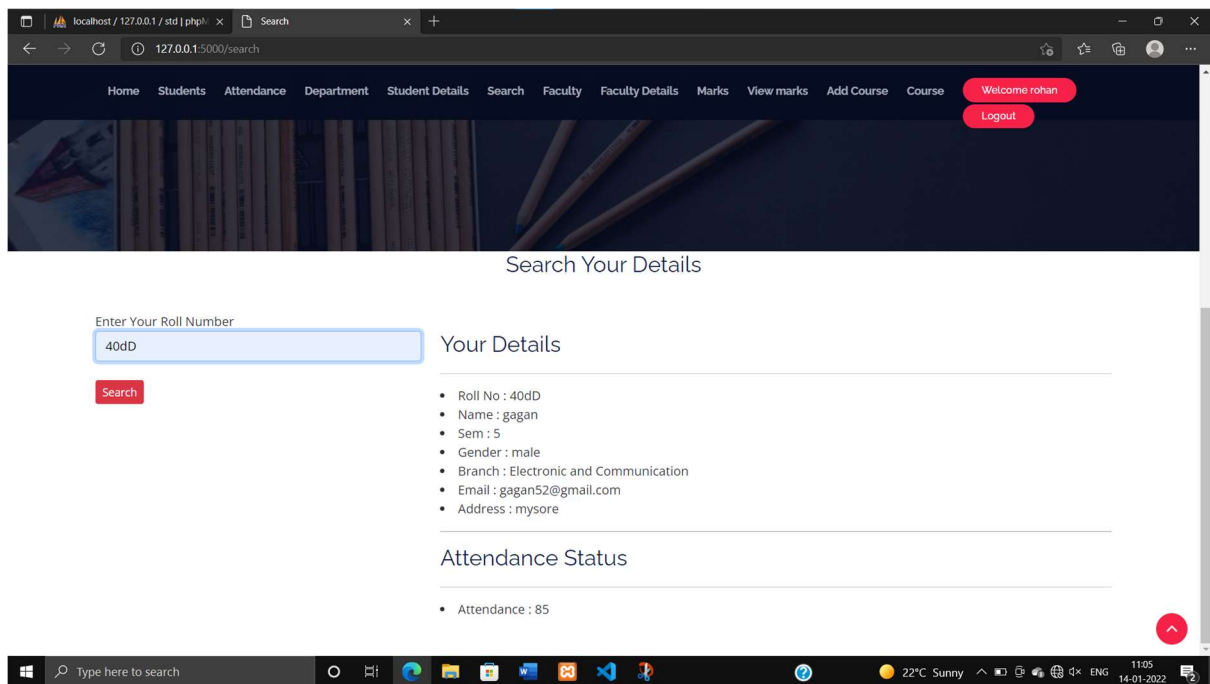 localhost / 127.0.0.1 / std | phpM
Search
127.0.0.1:5000/search
Home Students Attendance Department Student Details Search Faculty Faculty Details Marks View marks Add Course Course Welcome rohan
Logout
Search Your Details
Enter Your Roll Number
40dD
Search
Your Details
Roll No : 40dD
Name : gagan
Sem : 5
Gender : male
Branch : Electronic and Communication
Email : gagan52@gmail.com
Address : mysore
Attendance Status
Attendance : 85
Type here to search
22°C Sunny
ENG
11:05
14-01-2022
2